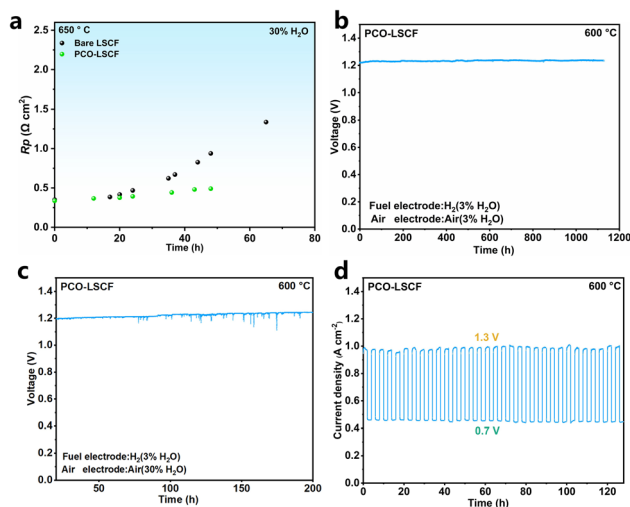 a
650 ° C
30% H₂O
Bare LSCF
PCO-LSCF
2.5
2.0
1.5
1.0
0.5
0.0
Rp (Ω cm²)
0 20 40 60 80
Time (h)
b
PCO-LSCF
600 °C
1.4
1.2
1.0
0.8
0.6
0.4
0.2
0.0
Voltage (V)
Fuel electrode:H₂(3% H₂O)
Air electrode:Air(3% H₂O)
0 200 400 600 800 1000 1200
Time (h)
c
PCO-LSCF
600 °C
1.4
1.2
1.0
0.8
0.6
0.4
0.2
0.0
Voltage (V)
Fuel electrode:H₂(3% H₂O)
Air electrode:Air(30% H₂O)
50 100 150 200
Time (h)
d
PCO-LSCF
600 °C
1.4
1.2
1.0
0.8
0.6
0.4
0.2
0.0
Current density (A cm⁻²)
1.3 V
0.7 V
0 20 40 60 80 100 120
Time (h)